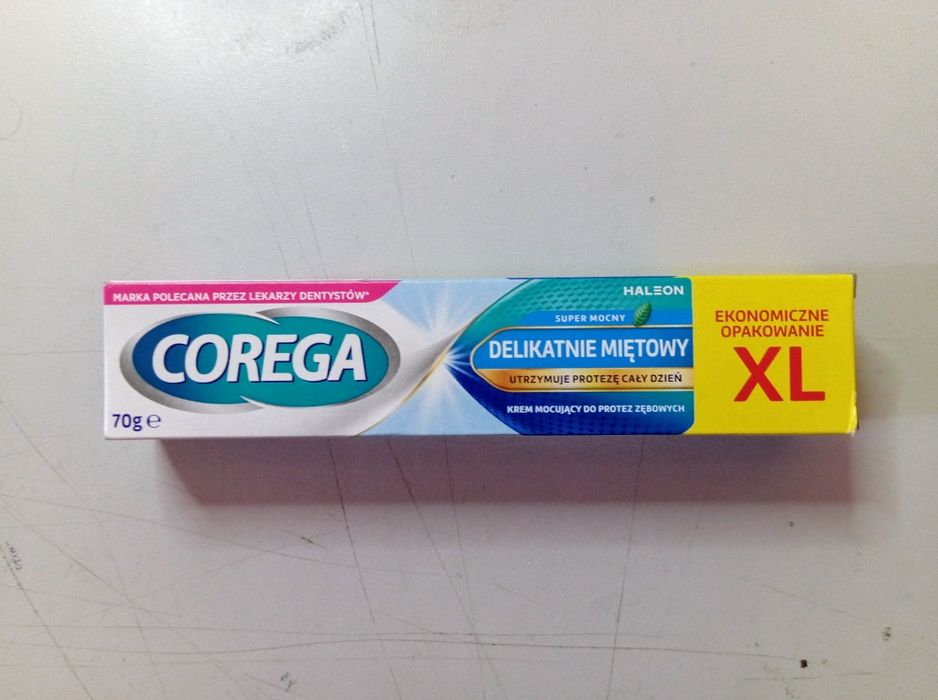 MARKA POLECANA PRZEZ LEKARZY DENTYSTÓW*
COREGA
70g ℮
HALEON
SUPER MOCNY
DELIKATNIE MIĘTOWY
UTRZYMUJE PROTEZĘ CAŁY DZIEŃ
KREM MOCUJĄCY DO PROTEZ ZĘBOWYCH
EKONOMICZNE
OPAKOWANIE
XL